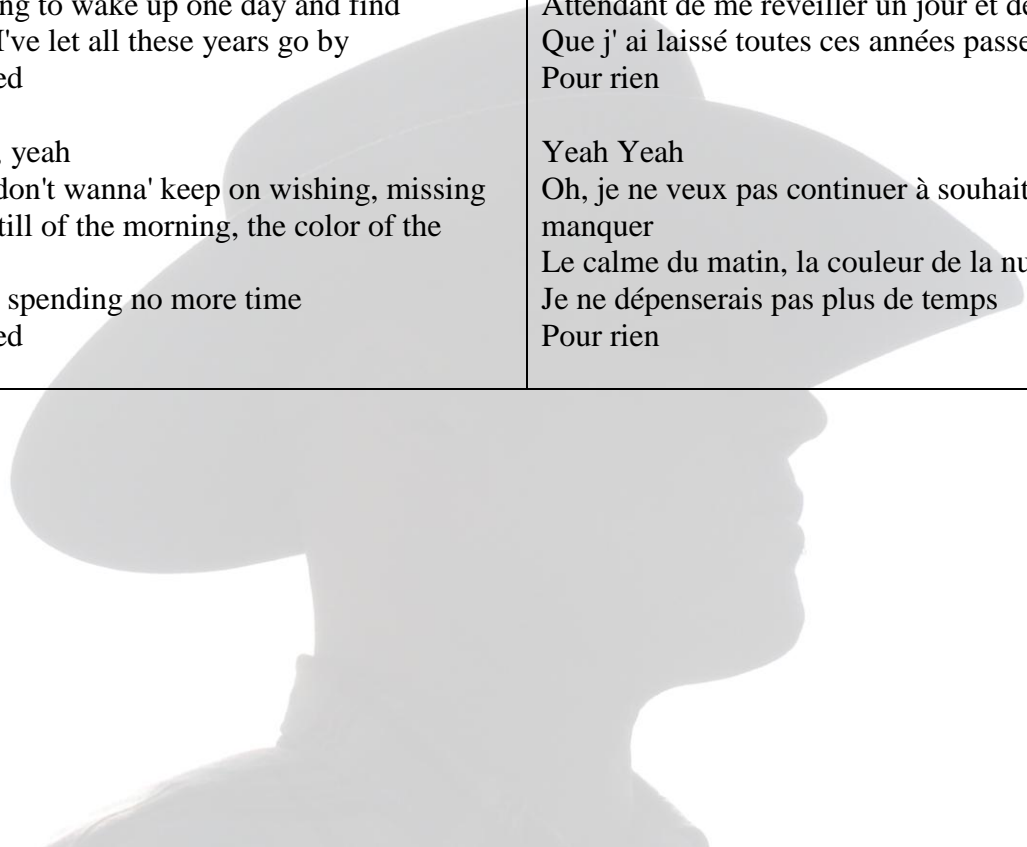 ng to wake up one day and find
I've let all these years go by
ed
, yeah
don't wanna' keep on wishing, missing
till of the morning, the color of the
spending no more time
ed
Attendant de me réveiller un jour et de
Que j' ai laissé toutes ces années passe
Pour rien
Yeah Yeah
Oh, je ne veux pas continuer à souhait
manquer
Le calme du matin, la couleur de la nu
Je ne dépenserais pas plus de temps
Pour rien